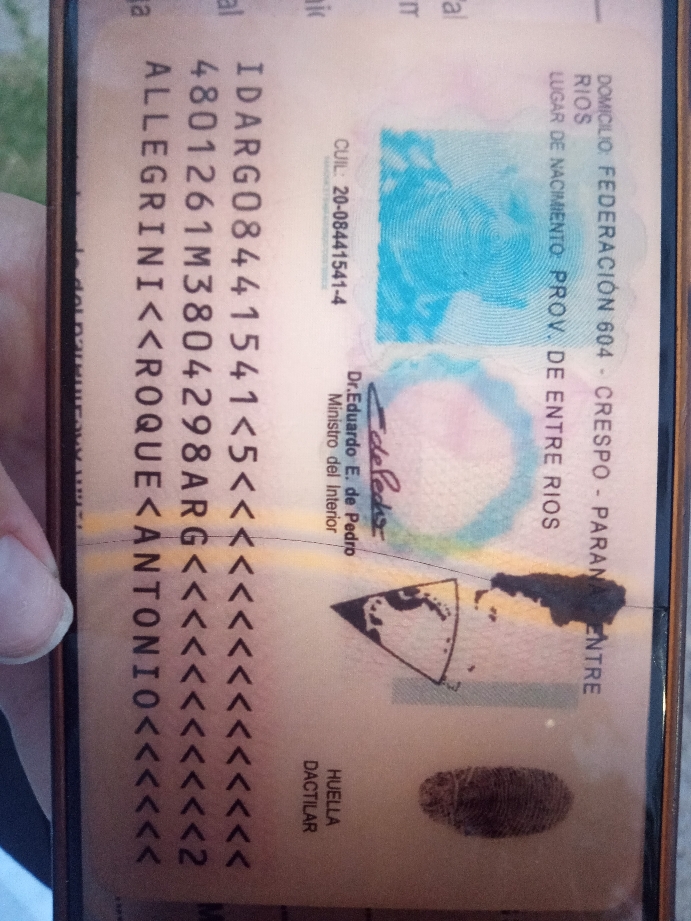 DOMICILIO: FEDERACIÓN 604 - CRESPO - PARANÁ ENTRE
RIOS
LUGAR DE NACIMIENTO: PROV. DE ENTRE RIOS
CUIL: 20-08441541-4
Dr.Eduardo E. de Pedro
Ministro del Interior
HUELLA
DACTILAR
IDARG08441541<5<<<<<<<<<<<<<<<
4801261M3804298ARG<<<<<<<<<<<2
ALLEGRINI<<ROQUE<ANTONIO<<<<<<